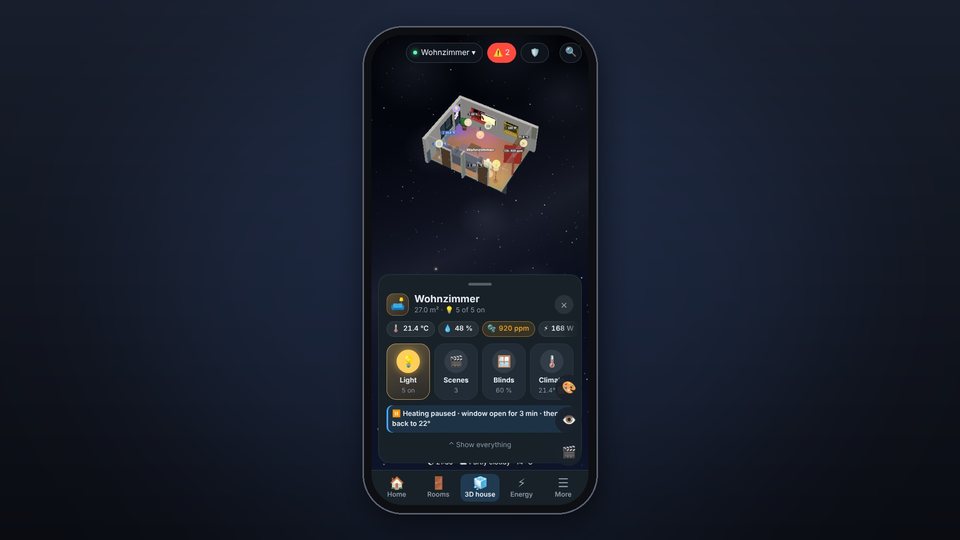 Wohnzimmer ▾
2
Wohnzimmer
Wohnzimmer
27.0 m² · 5 of 5 on
21.4 °C
48 %
920 ppm
168 W
Light
5 on
Scenes
3
Blinds
60 %
21.4°
Heating paused · window open for 3 min · then
back to 22°
Show everything
Home
Rooms
3D house
Energy
More